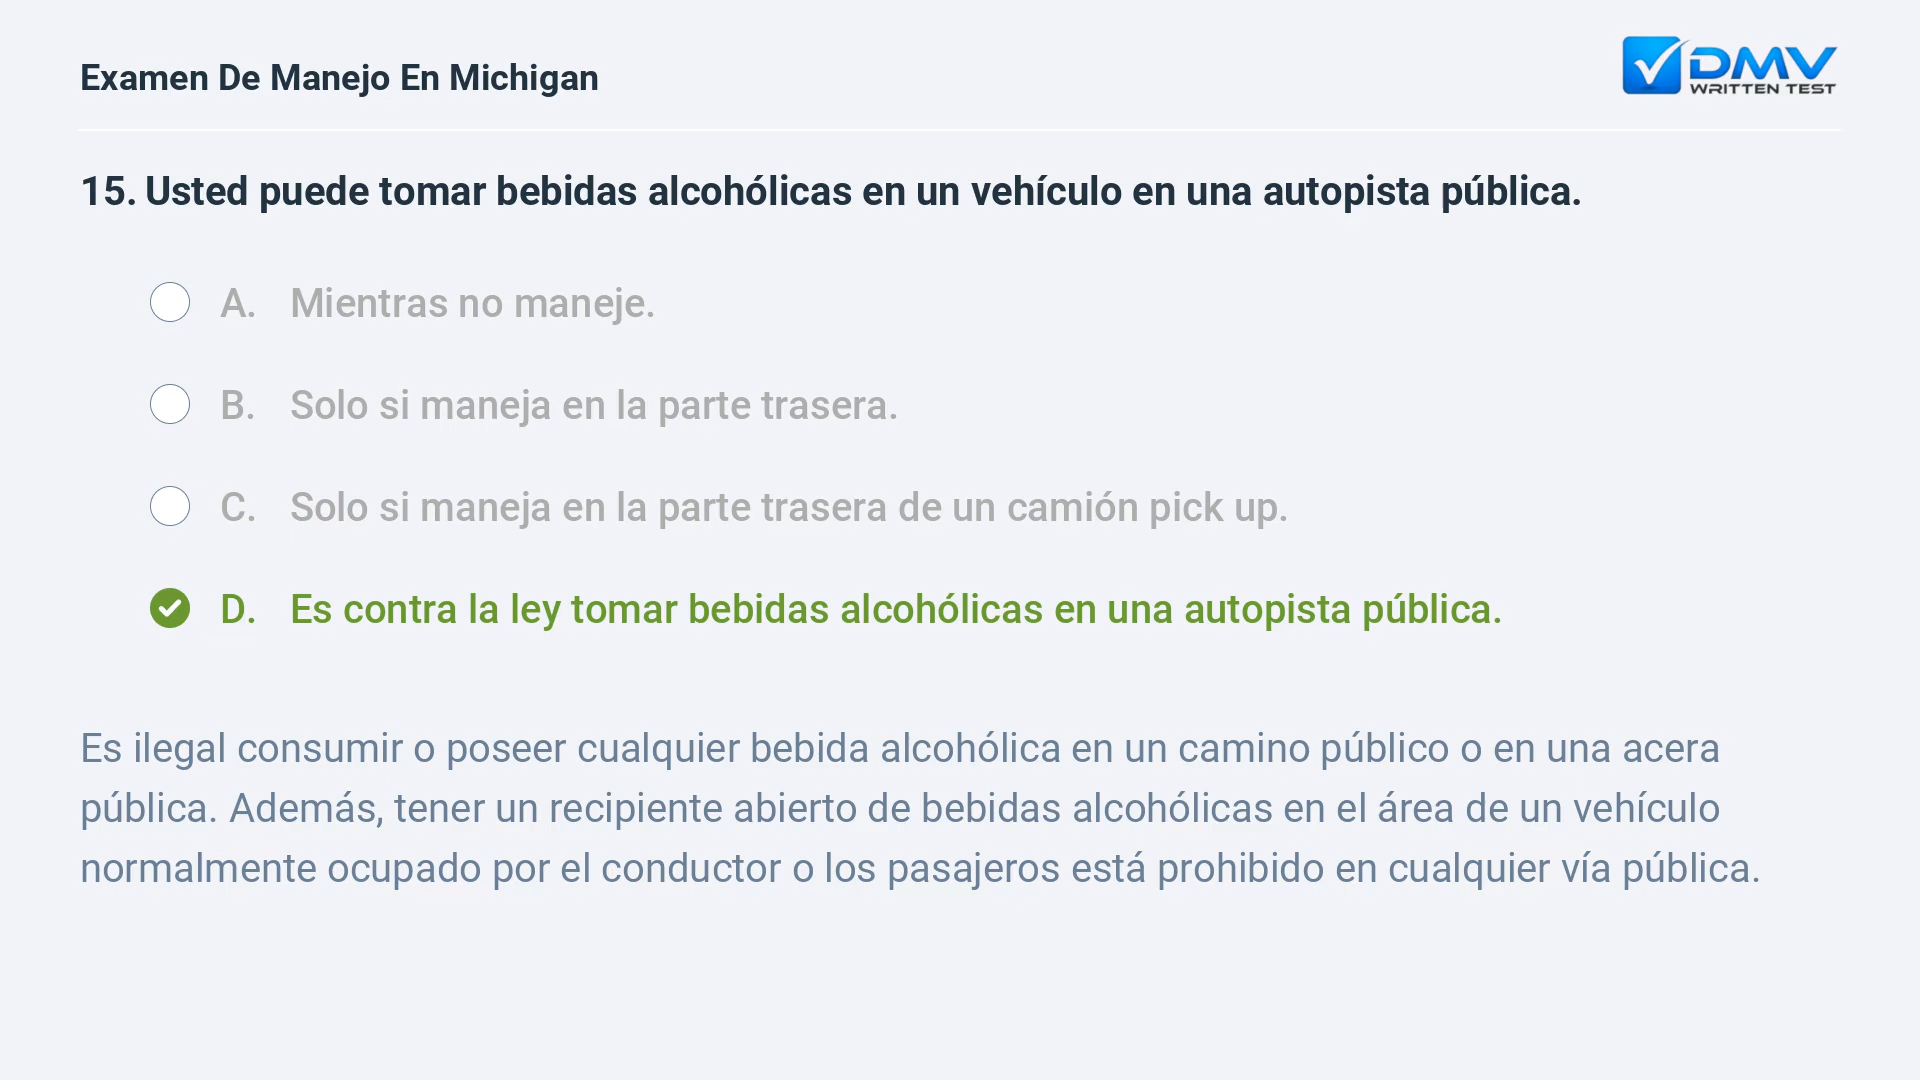 Examen De Manejo En Michigan
DMV
WRITTEN TEST
15. Usted puede tomar bebidas alcohólicas en un vehículo en una autopista pública.
A. Mientras no maneje.
B. Solo si maneja en la parte trasera.
C. Solo si maneja en la parte trasera de un camión pick up.
D. Es contra la ley tomar bebidas alcohólicas en una autopista pública.
Es ilegal consumir o poseer cualquier bebida alcohólica en un camino público o en una acera
pública. Además, tener un recipiente abierto de bebidas alcohólicas en el área de un vehículo
normalmente ocupado por el conductor o los pasajeros está prohibido en cualquier vía pública.